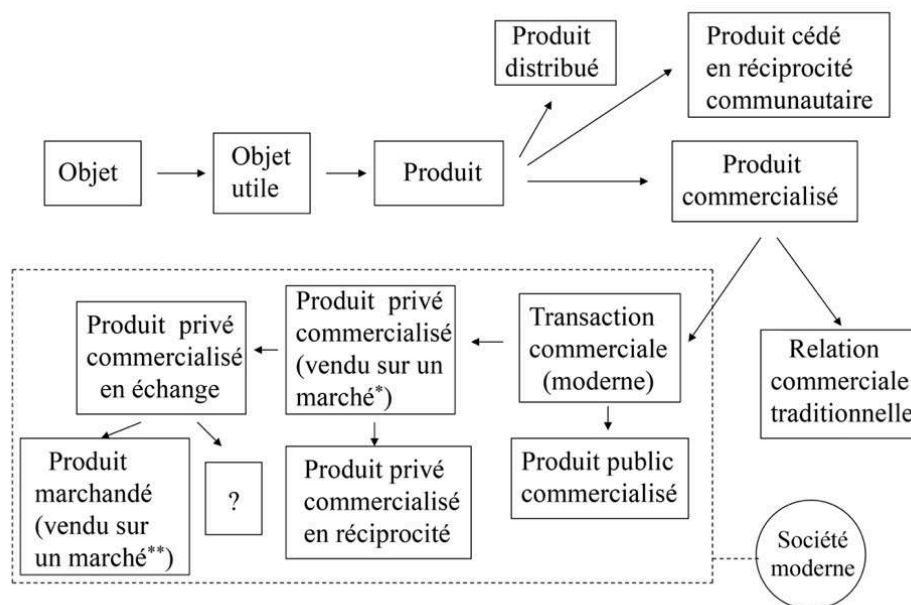 Produit
distribué
Produit cédé
en réciprocité
communautaire
Objet
Objet
utile
Produit
Produit
commercialisé
Produit privé
commercialisé
en échange
Produit privé
commercialisé
(vendu sur un
marché*)
Transaction
commerciale
(moderne)
Relation
commerciale
traditionnelle
Produit
marchandé
(vendu sur
un marché**)
?
Produit privé
commercialisé
en réciprocité
Produit public
commercialisé
Société
moderne